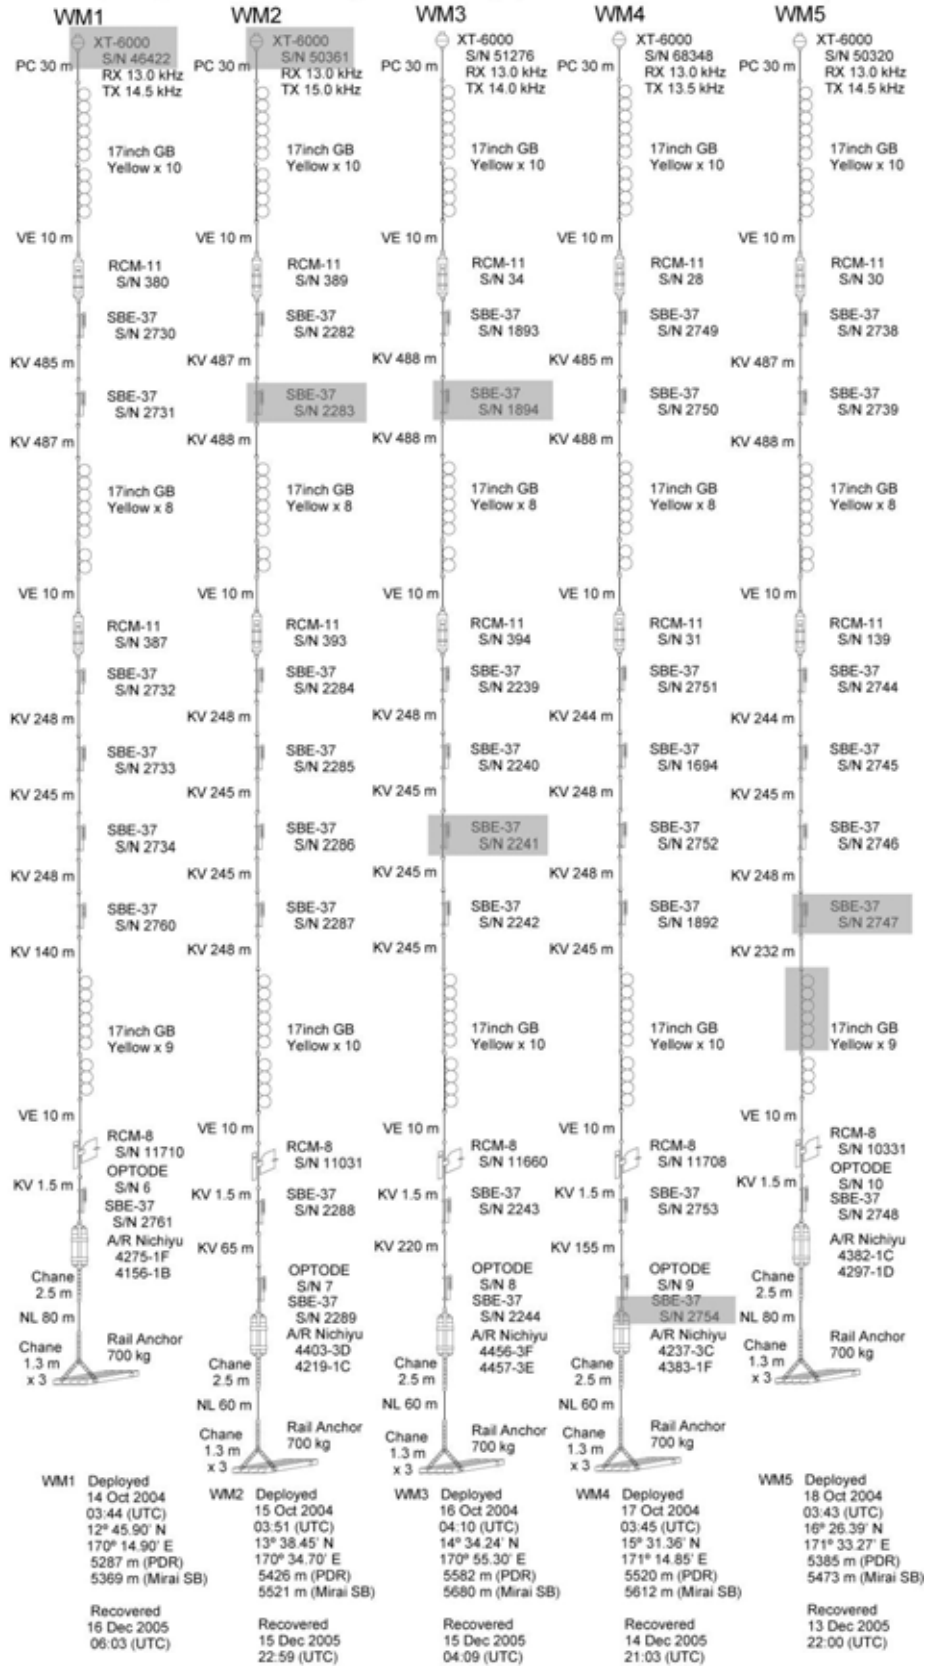 WM1
XT-6000
S/N 46422
PC 30 m
RX 13.0 kHz
TX 14.5 kHz
17inch GB
Yellow x 10
VE 10 m
RCM-11
S/N 380
SBE-37
S/N 2730
KV 485 m
SBE-37
S/N 2731
KV 487 m
17inch GB
Yellow x 8
VE 10 m
RCM-11
S/N 387
SBE-37
S/N 2732
KV 248 m
SBE-37
S/N 2733
KV 245 m
SBE-37
S/N 2734
KV 248 m
SBE-37
S/N 2760
KV 140 m
17inch GB
Yellow x 9
VE 10 m
RCM-8
S/N 11710
OPTODE
S/N 6
KV 1.5 m
SBE-37
S/N 2761
A/R Nichiyu
4275-1F
4156-1B
Chane
2.5 m
NL 80 m
Chane
1.3 m
x 3
Rail Anchor
700 kg
WM1 Deployed
14 Oct 2004
03:44 (UTC)
12º 45.90' N
170º 14.90' E
5287 m (PDR)
5369 m (Mirai SB)
Recovered
16 Dec 2005
06:03 (UTC)
WM2
XT-6000
S/N 50361
PC 30 m
RX 13.0 kHz
TX 15.0 kHz
17inch GB
Yellow x 10
VE 10 m
RCM-11
S/N 389
SBE-37
S/N 2282
KV 487 m
SBE-37
S/N 2283
KV 488 m
17inch GB
Yellow x 8
VE 10 m
RCM-11
S/N 393
SBE-37
S/N 2284
KV 248 m
SBE-37
S/N 2285
KV 245 m
SBE-37
S/N 2286
KV 245 m
SBE-37
S/N 2287
KV 248 m
17inch GB
Yellow x 10
VE 10 m
RCM-8
S/N 11031
KV 1.5 m
SBE-37
S/N 2288
KV 65 m
OPTODE
S/N 7
SBE-37
S/N 2289
A/R Nichiyu
4403-3D
4219-1C
Chane
2.5 m
NL 60 m
Chane
1.3 m
x 3
Rail Anchor
700 kg
WM2 Deployed
15 Oct 2004
03:51 (UTC)
13º 38.45' N
170º 34.70' E
5426 m (PDR)
5521 m (Mirai SB)
Recovered
15 Dec 2005
22:59 (UTC)
WM3
XT-6000
S/N 51276
PC 30 m
RX 13.0 kHz
TX 14.0 kHz
17inch GB
Yellow x 10
VE 10 m
RCM-11
S/N 34
SBE-37
S/N 1893
KV 488 m
SBE-37
S/N 1894
KV 488 m
17inch GB
Yellow x 8
VE 10 m
RCM-11
S/N 394
SBE-37
S/N 2239
KV 248 m
SBE-37
S/N 2240
KV 245 m
SBE-37
S/N 2241
KV 245 m
SBE-37
S/N 2242
KV 245 m
17inch GB
Yellow x 10
VE 10 m
RCM-8
S/N 11660
KV 1.5 m
SBE-37
S/N 2243
KV 220 m
OPTODE
S/N 8
SBE-37
S/N 2244
A/R Nichiyu
4456-3F
4457-3E
Chane
2.5 m
NL 60 m
Chane
1.3 m
x 3
Rail Anchor
700 kg
WM3 Deployed
16 Oct 2004
04:10 (UTC)
14º 34.24' N
170º 55.30' E
5582 m (PDR)
5680 m (Mirai SB)
Recovered
15 Dec 2005
04:09 (UTC)
WM4
XT-6000
S/N 68348
PC 30 m
RX 13.0 kHz
TX 13.5 kHz
17inch GB
Yellow x 10
VE 10 m
RCM-11
S/N 28
SBE-37
S/N 2749
KV 485 m
SBE-37
S/N 2750
KV 488 m
17inch GB
Yellow x 8
VE 10 m
RCM-11
S/N 31
SBE-37
S/N 2751
KV 244 m
SBE-37
S/N 1694
KV 248 m
SBE-37
S/N 2752
KV 248 m
SBE-37
S/N 1892
KV 245 m
17inch GB
Yellow x 10
VE 10 m
RCM-8
S/N 11708
KV 1.5 m
SBE-37
S/N 2753
KV 155 m
OPTODE
S/N 9
SBE-37
S/N 2754
A/R Nichiyu
4237-3C
4383-1F
Chane
2.5 m
NL 60 m
Chane
1.3 m
x 3
Rail Anchor
700 kg
WM4 Deployed
17 Oct 2004
03:45 (UTC)
15º 31.36' N
171º 14.85' E
5520 m (PDR)
5612 m (Mirai SB)
Recovered
14 Dec 2005
21:03 (UTC)
WM5
XT-6000
S/N 50320
PC 30 m
RX 13.0 kHz
TX 14.5 kHz
17inch GB
Yellow x 10
VE 10 m
RCM-11
S/N 30
SBE-37
S/N 2738
KV 487 m
SBE-37
S/N 2739
KV 488 m
17inch GB
Yellow x 8
VE 10 m
RCM-11
S/N 139
SBE-37
S/N 2744
KV 244 m
SBE-37
S/N 2745
KV 245 m
SBE-37
S/N 2746
KV 248 m
SBE-37
S/N 2747
KV 232 m
17inch GB
Yellow x 9
VE 10 m
RCM-8
S/N 10331
OPTODE
S/N 10
KV 1.5 m
SBE-37
S/N 2748
A/R Nichiyu
4382-1C
4297-1D
Chane
2.5 m
NL 80 m
Chane
1.3 m
x 3
Rail Anchor
700 kg
WM5 Deployed
18 Oct 2004
03:43 (UTC)
16º 26.39' N
171º 33.27' E
5385 m (PDR)
5473 m (Mirai SB)
Recovered
13 Dec 2005
22:00 (UTC)